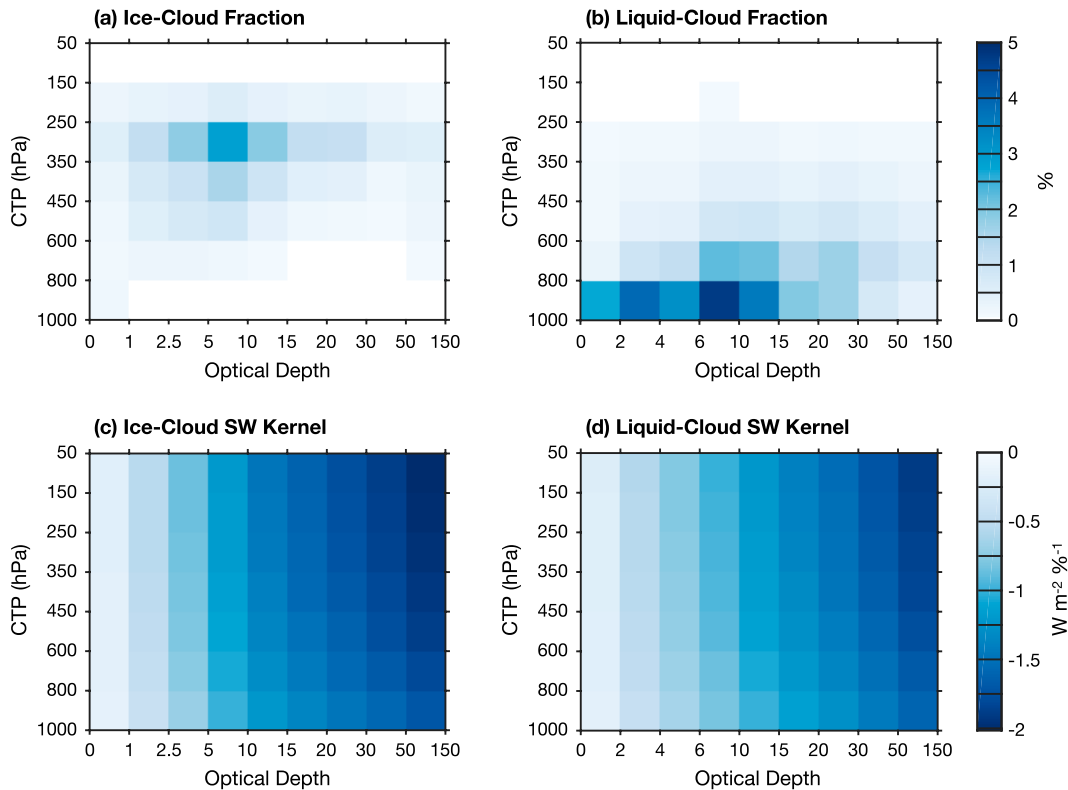 (a) Ice-Cloud Fraction
(b) Liquid-Cloud Fraction
50
150
250
350
450
600
800
1000
CTP (hPa)
0 1 2.5 5 10 15 20 30 50 150
Optical Depth
50
150
250
350
450
600
800
1000
CTP (hPa)
0 2 4 6 10 15 20 30 50 150
Optical Depth
5
4
3
2
1
0
%
(c) Ice-Cloud SW Kernel
(d) Liquid-Cloud SW Kernel
50
150
250
350
450
600
800
1000
CTP (hPa)
0 1 2.5 5 10 15 20 30 50 150
Optical Depth
50
150
250
350
450
600
800
1000
CTP (hPa)
0 2 4 6 10 15 20 30 50 150
Optical Depth
0
-0.5
-1
-1.5
-2
W m⁻² %⁻¹